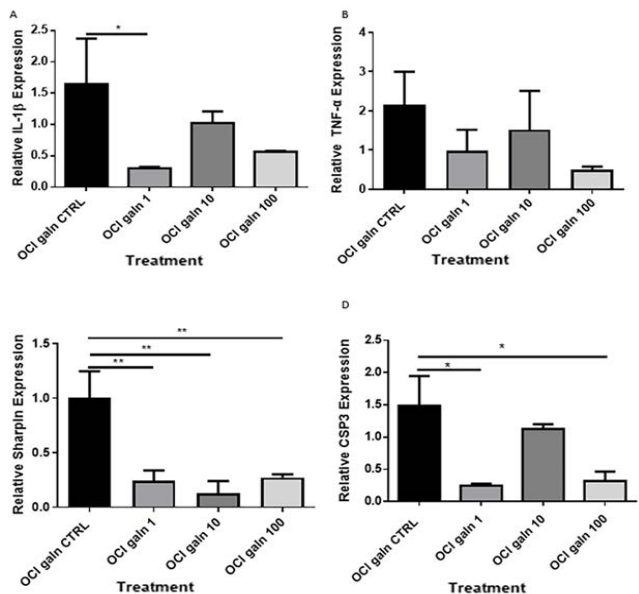 A
Relative IL-1β Expression
2.5
2.0
1.5
1.0
0.5
0.0
*
OCI galn CTRL
OCI galn 1
OCI galn 10
OCI galn 100
Treatment
B
Relative TNF-α Expression
4
3
2
1
0
OCI galn CTRL
OCI galn 1
OCI galn 10
OCI galn 100
Treatment
Relative Sharpin Expression
1.5
1.0
0.5
0.0
**
**
**
OCI galn CTRL
OCI galn 1
OCI galn 10
OCI galn 100
Treatment
D
Relative CSP3 Expression
2.5
2.0
1.5
1.0
0.5
0.0
*
*
OCI galn CTRL
OCI galn 1
OCI galn 10
OCI galn 100
Treatment